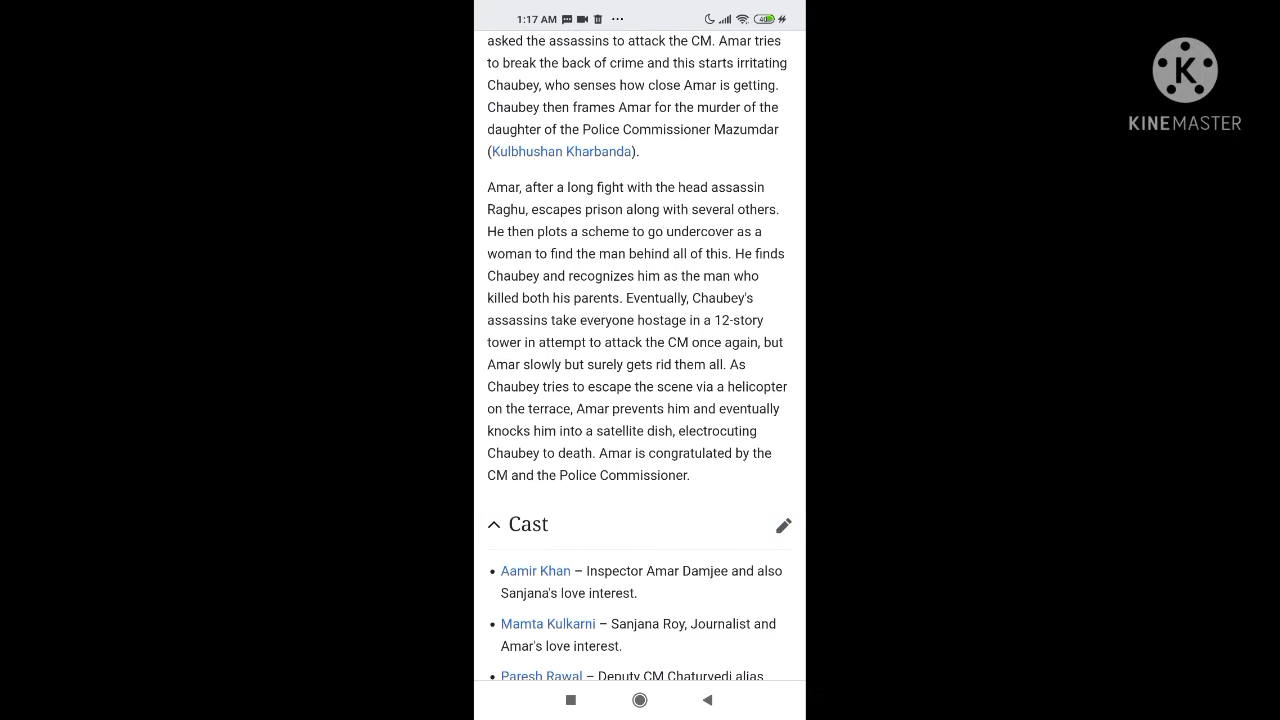 1:17 AM
40
asked the assassins to attack the CM. Amar tries
to break the back of crime and this starts irritating
Chaubey, who senses how close Amar is getting.
Chaubey then frames Amar for the murder of the
daughter of the Police Commissioner Mazumdar
(Kulbhushan Kharbanda).
Amar, after a long fight with the head assassin
Raghu, escapes prison along with several others.
He then plots a scheme to go undercover as a
woman to find the man behind all of this. He finds
Chaubey and recognizes him as the man who
killed both his parents. Eventually, Chaubey's
assassins take everyone hostage in a 12-story
tower in attempt to attack the CM once again, but
Amar slowly but surely gets rid them all. As
Chaubey tries to escape the scene via a helicopter
on the terrace, Amar prevents him and eventually
knocks him into a satellite dish, electrocuting
Chaubey to death. Amar is congratulated by the
CM and the Police Commissioner.
Cast
• Aamir Khan – Inspector Amar Damjee and also
Sanjana's love interest.
• Mamta Kulkarni – Sanjana Roy, Journalist and
Amar's love interest.
• Paresh Rawal – Deputy CM Chaturvedi alias
K
KINEMASTER